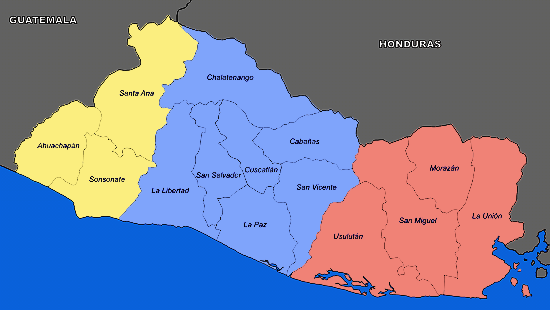 GUATEMALA
HONDURAS
Chalatenango
Santa Ana
Ahuachapán
Cabañas
Sonsonate
San Salvador
Cuscatlán
Morazán
La Libertad
San Vicente
La Paz
San Miguel
La Unión
Usulután